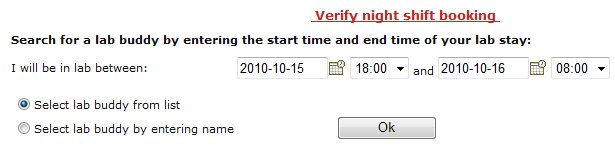 Verify night shift booking
Search for a lab buddy by entering the start time and end time of your lab stay:
I will be in lab between: 2010-10-15 18:00 and 2010-10-16 08:00
Select lab buddy from list
Select lab buddy by entering name
Ok